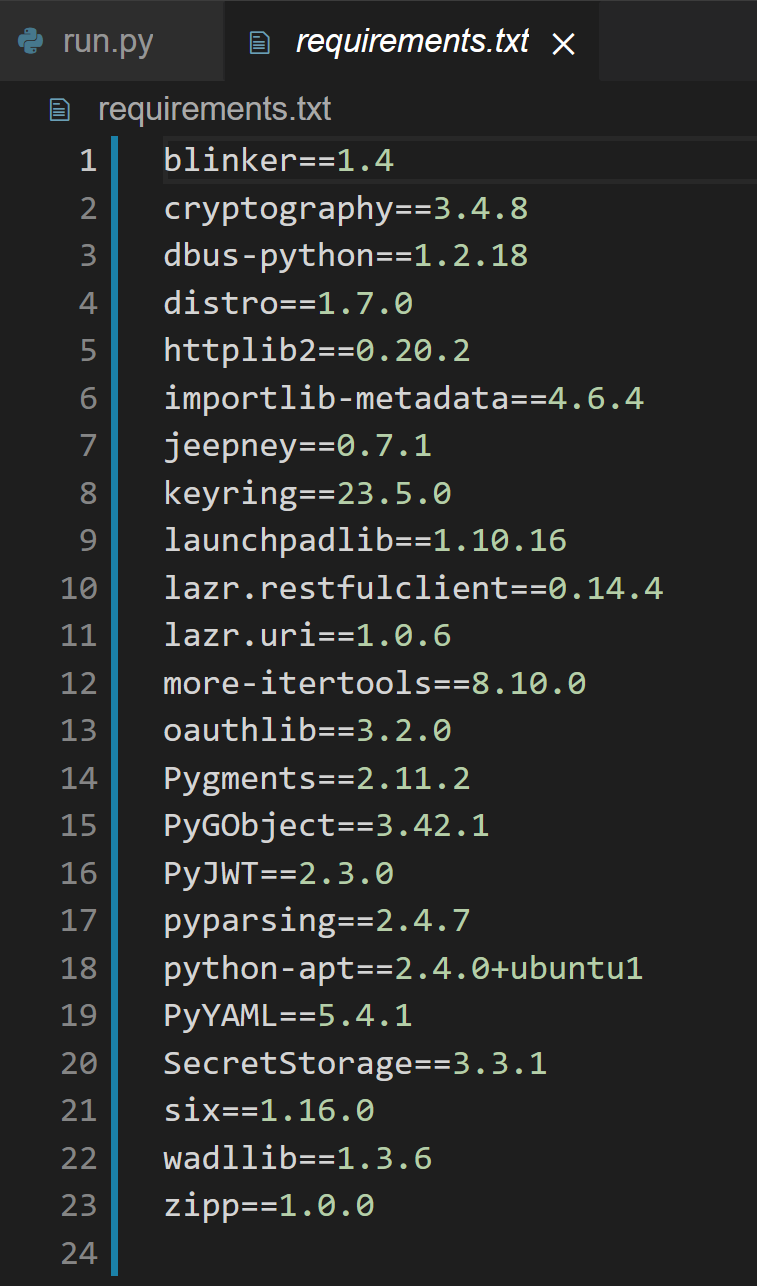 run.py requirements.txt
requirements.txt
1 blinker==1.4
2 cryptography==3.4.8
3 dbus-python==1.2.18
4 distro==1.7.0
5 httplib2==0.20.2
6 importlib-metadata==4.6.4
7 jeepney==0.7.1
8 keyring==23.5.0
9 launchpadlib==1.10.16
10 lazr.restfulclient==0.14.4
11 lazr.uri==1.0.6
12 more-itertools==8.10.0
13 oauthlib==3.2.0
14 Pygments==2.11.2
15 PyGObject==3.42.1
16 PyJWT==2.3.0
17 pyparsing==2.4.7
18 python-apt==2.4.0+ubuntu1
19 PyYAML==5.4.1
20 SecretStorage==3.3.1
21 six==1.16.0
22 wadllib==1.3.6
23 zipp==1.0.0
24